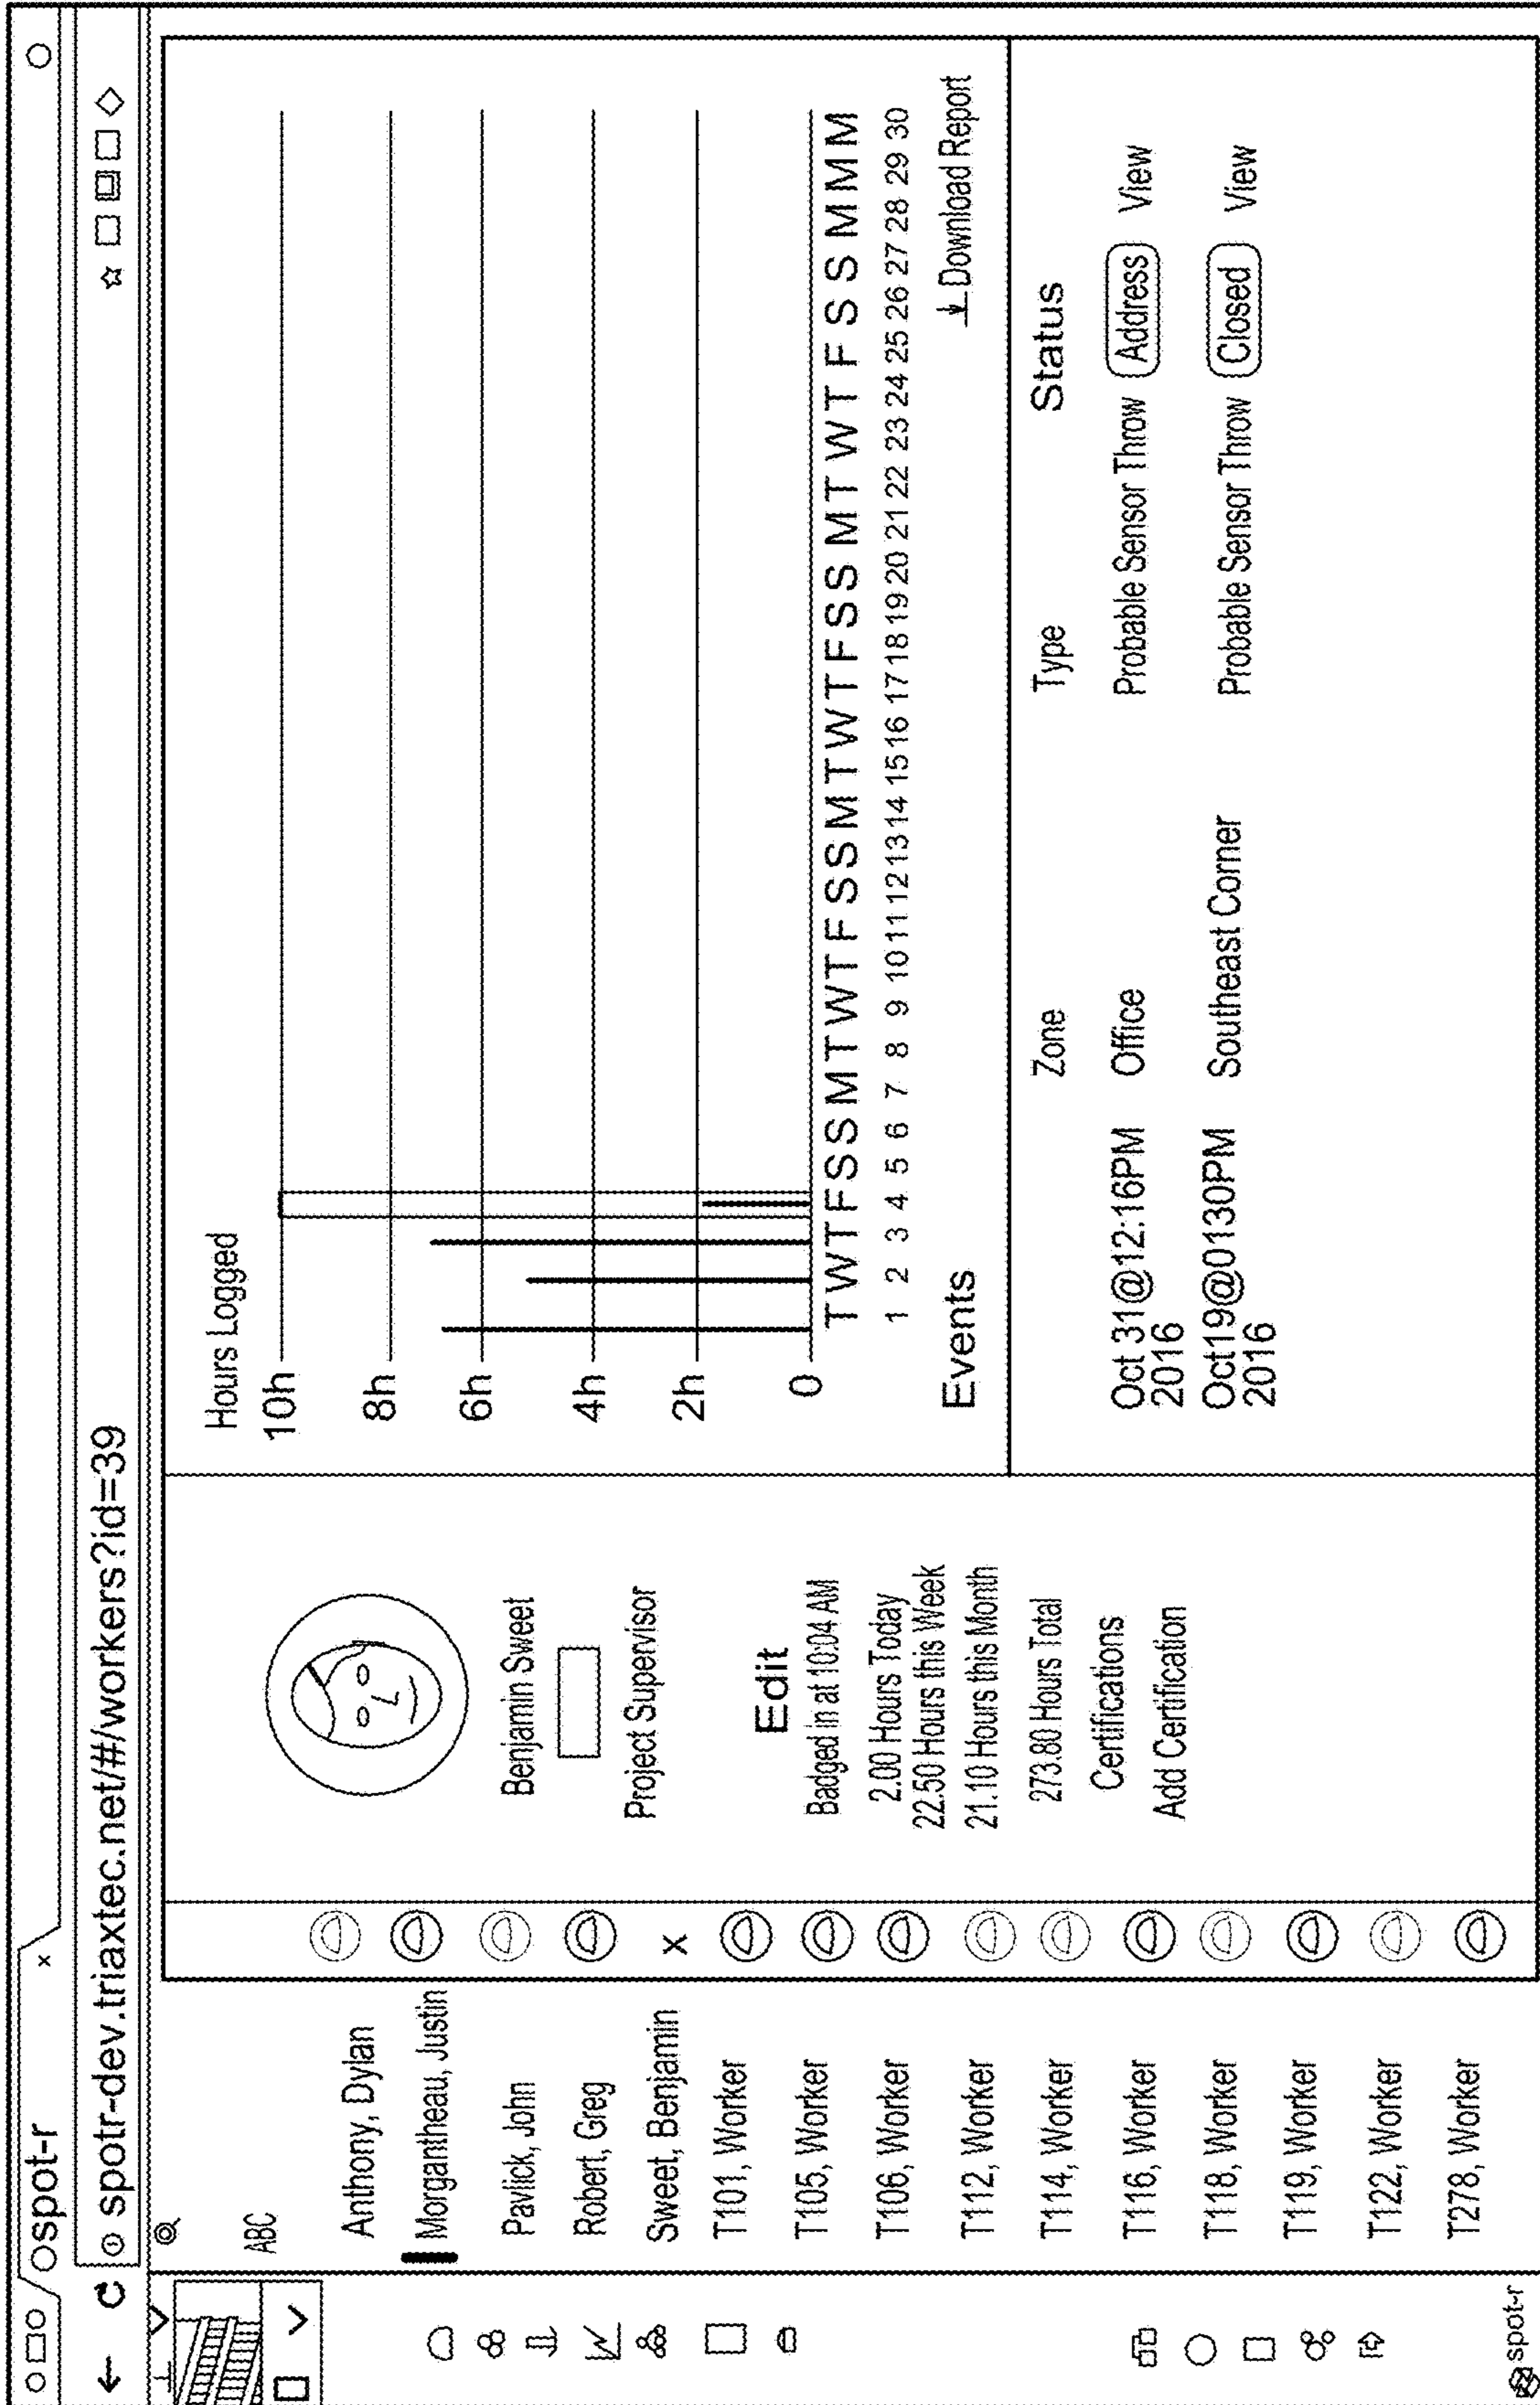 spot-r
x
spotr-dev.triaxtec.net/#/workers?id=39
ABC
Anthony, Dylan
Morgantheau, Justin
Pavlick, John
Robert, Greg
Sweet, Benjamin
x
T101, Worker
T105, Worker
T106, Worker
T112, Worker
T114, Worker
T116, Worker
T118, Worker
T119, Worker
T122, Worker
T278, Worker
spot-r
Benjamin Sweet
Project Supervisor
Edit
Badged in at 10:04 AM
2.00 Hours Today
22.50 Hours this Week
21.10 Hours this Month
273.80 Hours Total
Certifications
Add Certification
Hours Logged
10h
8h
6h
4h
2h
0
T W T F S S M T W T F S S M T W T F S S M T W T F S S M M M
1 2 3 4 5 6 7 8 9 10 11 12 13 14 15 16 17 18 19 20 21 22 23 24 25 26 27 28 29 30
Download Report
Events
Zone Type Status
Oct 31@12:16PM Office Probable Sensor Throw Address View
2016
Oct19@0130PM Southeast Corner Probable Sensor Throw Closed View
2016